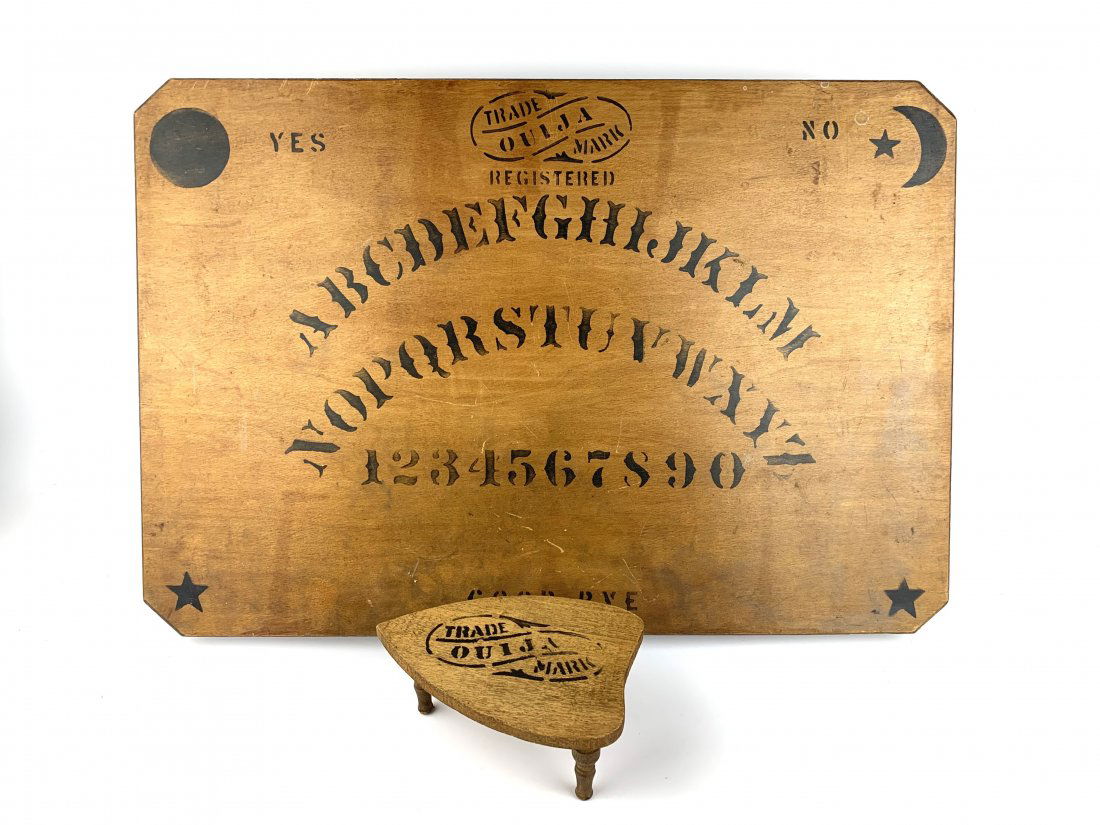 YES
TRADE
OUIJA
MARK
REGISTERED
NO
ABCDEFGHIJKLM
NOPQRSTUVWXYZ
1234567890
GOOD BYE
TRADE
OUIJA
MARK